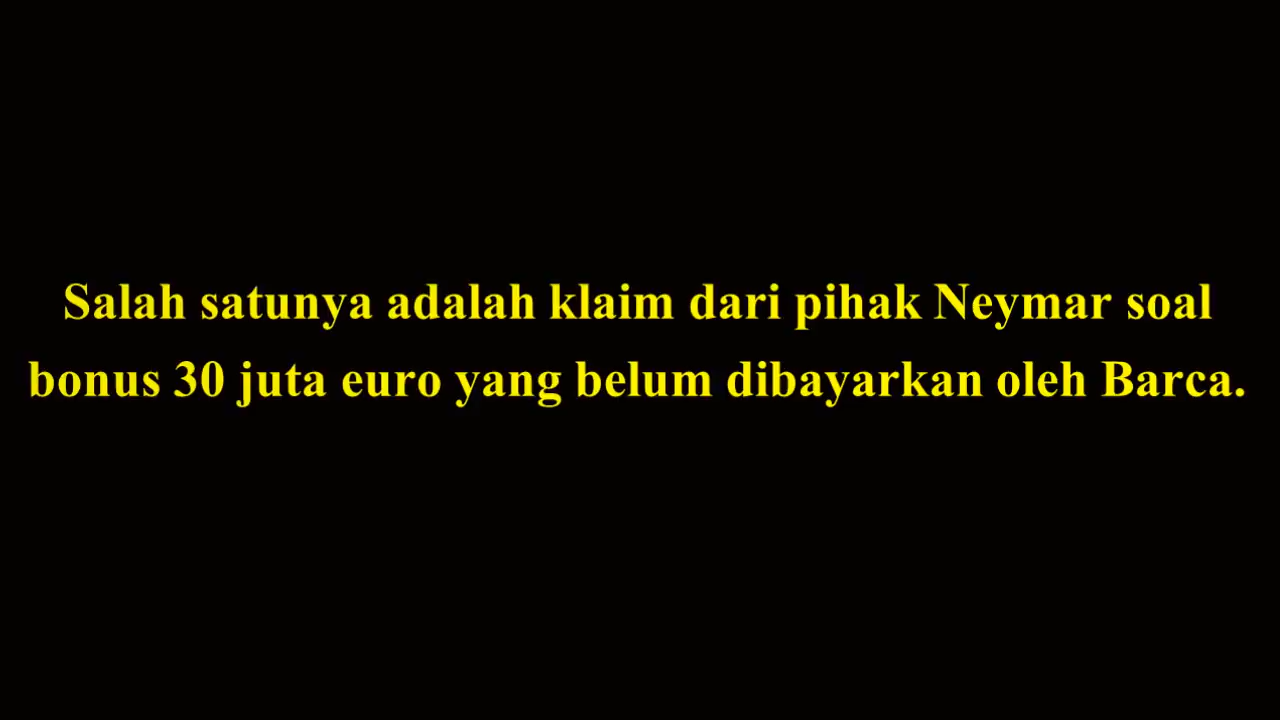 Salah satunya adalah klaim dari pihak Neymar soal
bonus 30 juta euro yang belum dibayarkan oleh Barca.